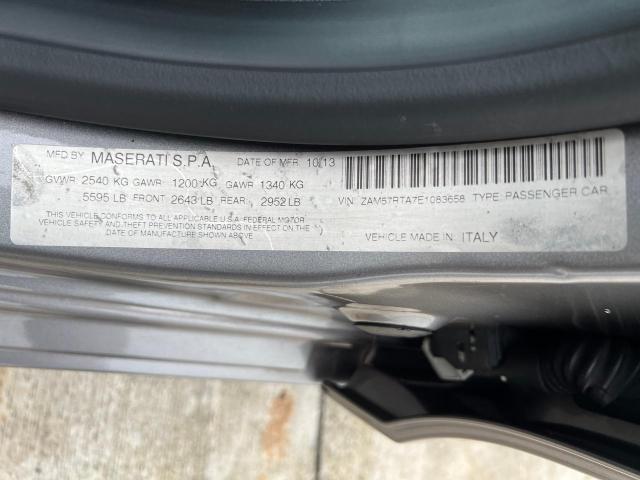 MFD BY MASERATI S.P.A. DATE OF MFR 10/13
GVWR 2540 KG GAWR 1200 KG GAWR 1340 KG
5595 LB FRONT 2643 LB REAR 2952 LB
THIS VEHICLE CONFORMS TO ALL APPLICABLE U.S.A. FEDERAL MOTOR
VEHICLE SAFETY AND THEFT PREVENTION STANDARDS IN EFFECT ON THE
DATE OF MANUFACTURE SHOWN ABOVE
VIN: ZAM57RTA7E1083658 TYPE: PASSENGER CAR
VEHICLE MADE IN ITALY